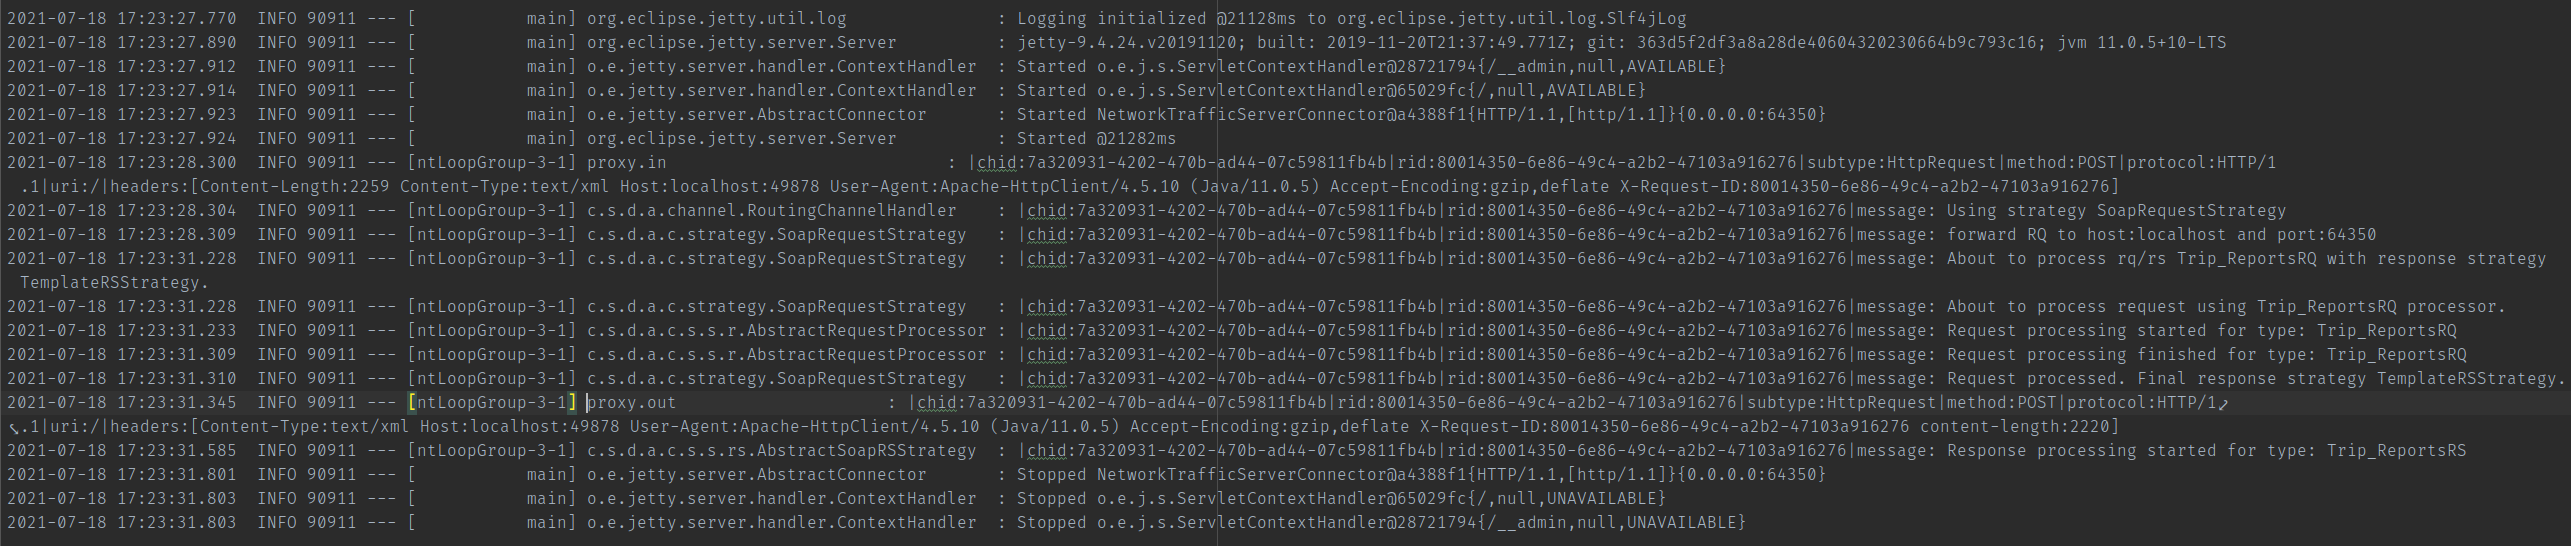 2021-07-18 17:23:27.770  INFO 90911 --- [           main] org.eclipse.jetty.util.log               : Logging initialized @21128ms to org.eclipse.jetty.util.log.Slf4jLog
2021-07-18 17:23:27.890  INFO 90911 --- [           main] org.eclipse.jetty.server.Server          : jetty-9.4.24.v20191120; built: 2019-11-20T21:37:49.771Z; git: 363d5f2df3a8a28de40604320230664b9c793c16; jvm 11.0.5+10-LTS
2021-07-18 17:23:27.912  INFO 90911 --- [           main] o.e.jetty.server.handler.ContextHandler  : Started o.e.j.s.ServletContextHandler@28721794{/__admin,null,AVAILABLE}
2021-07-18 17:23:27.914  INFO 90911 --- [           main] o.e.jetty.server.handler.ContextHandler  : Started o.e.j.s.ServletContextHandler@65029fc{/,null,AVAILABLE}
2021-07-18 17:23:27.923  INFO 90911 --- [           main] o.e.jetty.server.AbstractConnector       : Started NetworkTrafficServerConnector@a4388f1{HTTP/1.1,[http/1.1]}{0.0.0.0:64350}
2021-07-18 17:23:27.924  INFO 90911 --- [           main] org.eclipse.jetty.server.Server          : Started @21282ms
2021-07-18 17:23:28.300  INFO 90911 --- [ntLoopGroup-3-1] proxy.in                            : |chid:7a320931-4202-470b-ad44-07c59811fb4b|rid:80014350-6e86-49c4-a2b2-47103a916276|subtype:HttpRequest|method:POST|protocol:HTTP/1
.1|uri:/|headers:[Content-Length:2259 Content-Type:text/xml Host:localhost:49878 User-Agent:Apache-HttpClient/4.5.10 (Java/11.0.5) Accept-Encoding:gzip,deflate X-Request-ID:80014350-6e86-49c4-a2b2-47103a916276]
2021-07-18 17:23:28.304  INFO 90911 --- [ntLoopGroup-3-1] c.s.d.a.channel.RoutingChannelHandler    : |chid:7a320931-4202-470b-ad44-07c59811fb4b|rid:80014350-6e86-49c4-a2b2-47103a916276|message: Using strategy SoapRequestStrategy
2021-07-18 17:23:28.309  INFO 90911 --- [ntLoopGroup-3-1] c.s.d.a.c.strategy.SoapRequestStrategy   : |chid:7a320931-4202-470b-ad44-07c59811fb4b|rid:80014350-6e86-49c4-a2b2-47103a916276|message: forward RQ to host:localhost and port:64350
2021-07-18 17:23:31.228  INFO 90911 --- [ntLoopGroup-3-1] c.s.d.a.c.strategy.SoapRequestStrategy   : |chid:7a320931-4202-470b-ad44-07c59811fb4b|rid:80014350-6e86-49c4-a2b2-47103a916276|message: About to process rq/rs Trip_ReportsRQ with response strategy
TemplateRSStrategy.
2021-07-18 17:23:31.228  INFO 90911 --- [ntLoopGroup-3-1] c.s.d.a.c.strategy.SoapRequestStrategy   : |chid:7a320931-4202-470b-ad44-07c59811fb4b|rid:80014350-6e86-49c4-a2b2-47103a916276|message: About to process request using Trip_ReportsRQ processor.
2021-07-18 17:23:31.233  INFO 90911 --- [ntLoopGroup-3-1] c.s.d.a.c.s.s.r.AbstractRequestProcessor : |chid:7a320931-4202-470b-ad44-07c59811fb4b|rid:80014350-6e86-49c4-a2b2-47103a916276|message: Request processing started for type: Trip_ReportsRQ
2021-07-18 17:23:31.309  INFO 90911 --- [ntLoopGroup-3-1] c.s.d.a.c.s.s.r.AbstractRequestProcessor : |chid:7a320931-4202-470b-ad44-07c59811fb4b|rid:80014350-6e86-49c4-a2b2-47103a916276|message: Request processing finished for type: Trip_ReportsRQ
2021-07-18 17:23:31.310  INFO 90911 --- [ntLoopGroup-3-1] c.s.d.a.c.strategy.SoapRequestStrategy   : |chid:7a320931-4202-470b-ad44-07c59811fb4b|rid:80014350-6e86-49c4-a2b2-47103a916276|message: Request processed. Final response strategy TemplateRSStrategy.
2021-07-18 17:23:31.345  INFO 90911 --- [ntLoopGroup-3-1] proxy.out                     : |chid:7a320931-4202-470b-ad44-07c59811fb4b|rid:80014350-6e86-49c4-a2b2-47103a916276|subtype:HttpRequest|method:POST|protocol:HTTP/1
.1|uri:/|headers:[Content-Type:text/xml Host:localhost:49878 User-Agent:Apache-HttpClient/4.5.10 (Java/11.0.5) Accept-Encoding:gzip,deflate X-Request-ID:80014350-6e86-49c4-a2b2-47103a916276 content-length:2220]
2021-07-18 17:23:31.585  INFO 90911 --- [ntLoopGroup-3-1] c.s.d.a.c.s.s.rs.AbstractSoapRSStrategy  : |chid:7a320931-4202-470b-ad44-07c59811fb4b|rid:80014350-6e86-49c4-a2b2-47103a916276|message: Response processing started for type: Trip_ReportsRS
2021-07-18 17:23:31.801  INFO 90911 --- [           main] o.e.jetty.server.AbstractConnector       : Stopped NetworkTrafficServerConnector@a4388f1{HTTP/1.1,[http/1.1]}{0.0.0.0:64350}
2021-07-18 17:23:31.803  INFO 90911 --- [           main] o.e.jetty.server.handler.ContextHandler  : Stopped o.e.j.s.ServletContextHandler@65029fc{/,null,UNAVAILABLE}
2021-07-18 17:23:31.803  INFO 90911 --- [           main] o.e.jetty.server.handler.ContextHandler  : Stopped o.e.j.s.ServletContextHandler@28721794{/__admin,null,UNAVAILABLE}